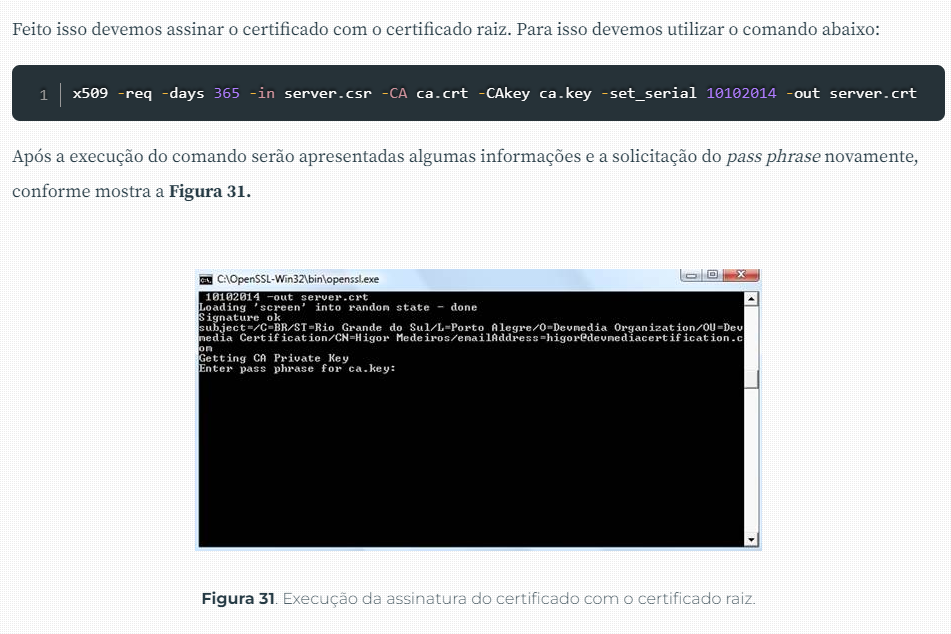 Feito isso devemos assinar o certificado com o certificado raiz. Para isso devemos utilizar o comando abaixo:
1 x509 -req -days 365 -in server.csr -CA ca.crt -CAkey ca.key -set_serial 10102014 -out server.crt
Após a execução do comando serão apresentadas algumas informações e a solicitação do pass phrase novamente,
conforme mostra a Figura 31.
C:\OpenSSL-Win32\bin\openssl.exe
10102014 -out server.crt
Loading 'screen' into random state - done
Signature ok
subject=/C=BR/ST=Rio Grande do Sul/L=Porto Alegre/O=Devmedia Organization/OU=Dev
media Certification/CN=Higor Medeiros/emailAddress=higor@devmediacertification.c
om
Getting CA Private Key
Enter pass phrase for ca.key:
Figura 31. Execução da assinatura do certificado com o certificado raiz.